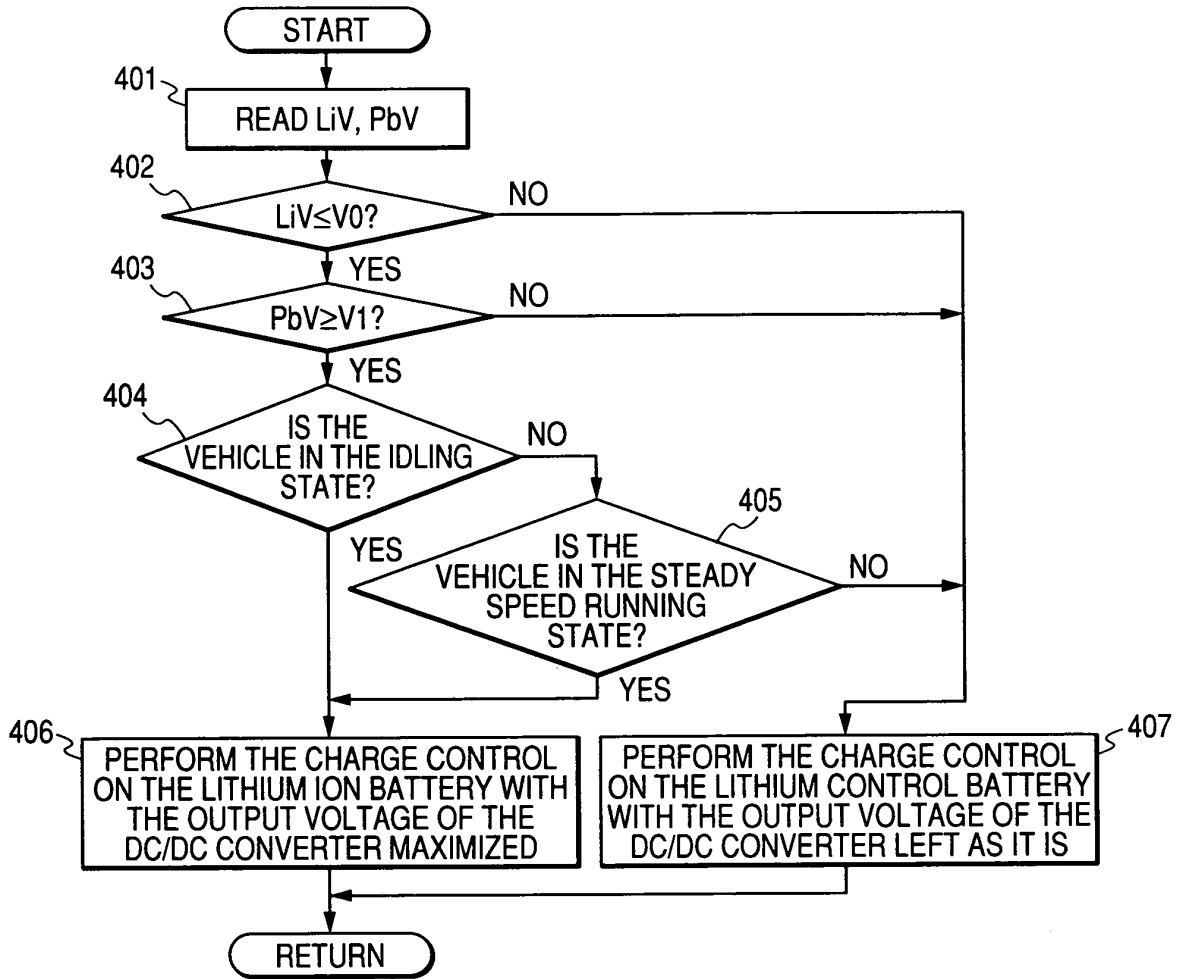 START
401
READ LiV, PbV
402
LiV≤V0?
NO
YES
403
PbV≥V1?
NO
YES
404
IS THE
VEHICLE IN THE IDLING
STATE?
NO
YES
405
IS THE
VEHICLE IN THE STEADY
SPEED RUNNING
STATE?
NO
YES
406
PERFORM THE CHARGE CONTROL
ON THE LITHIUM ION BATTERY WITH
THE OUTPUT VOLTAGE OF THE
DC/DC CONVERTER MAXIMIZED
407
PERFORM THE CHARGE CONTROL
ON THE LITHIUM CONTROL BATTERY
WITH THE OUTPUT VOLTAGE OF THE
DC/DC CONVERTER LEFT AS IT IS
RETURN